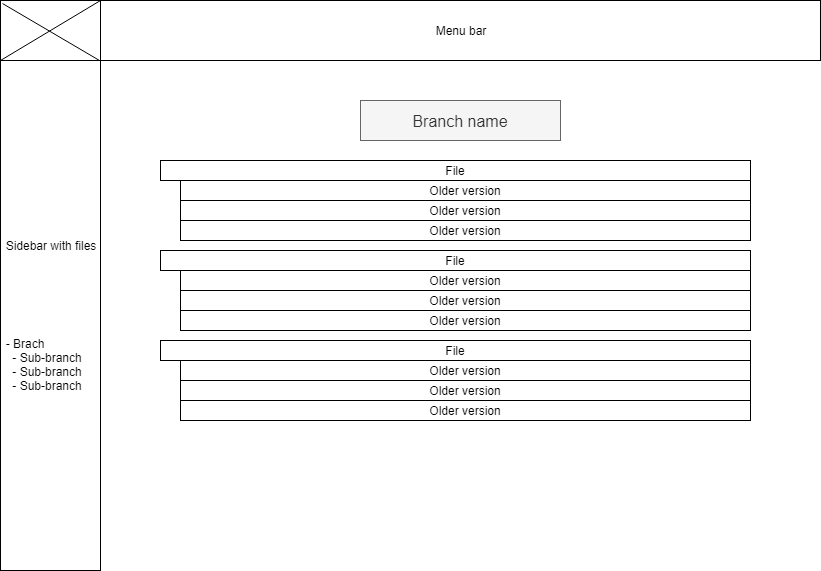 Menu bar
Branch name
File
Older version
Older version
Older version
File
Older version
Older version
Older version
File
Older version
Older version
Older version
Sidebar with files
- Brach
- Sub-branch
- Sub-branch
- Sub-branch